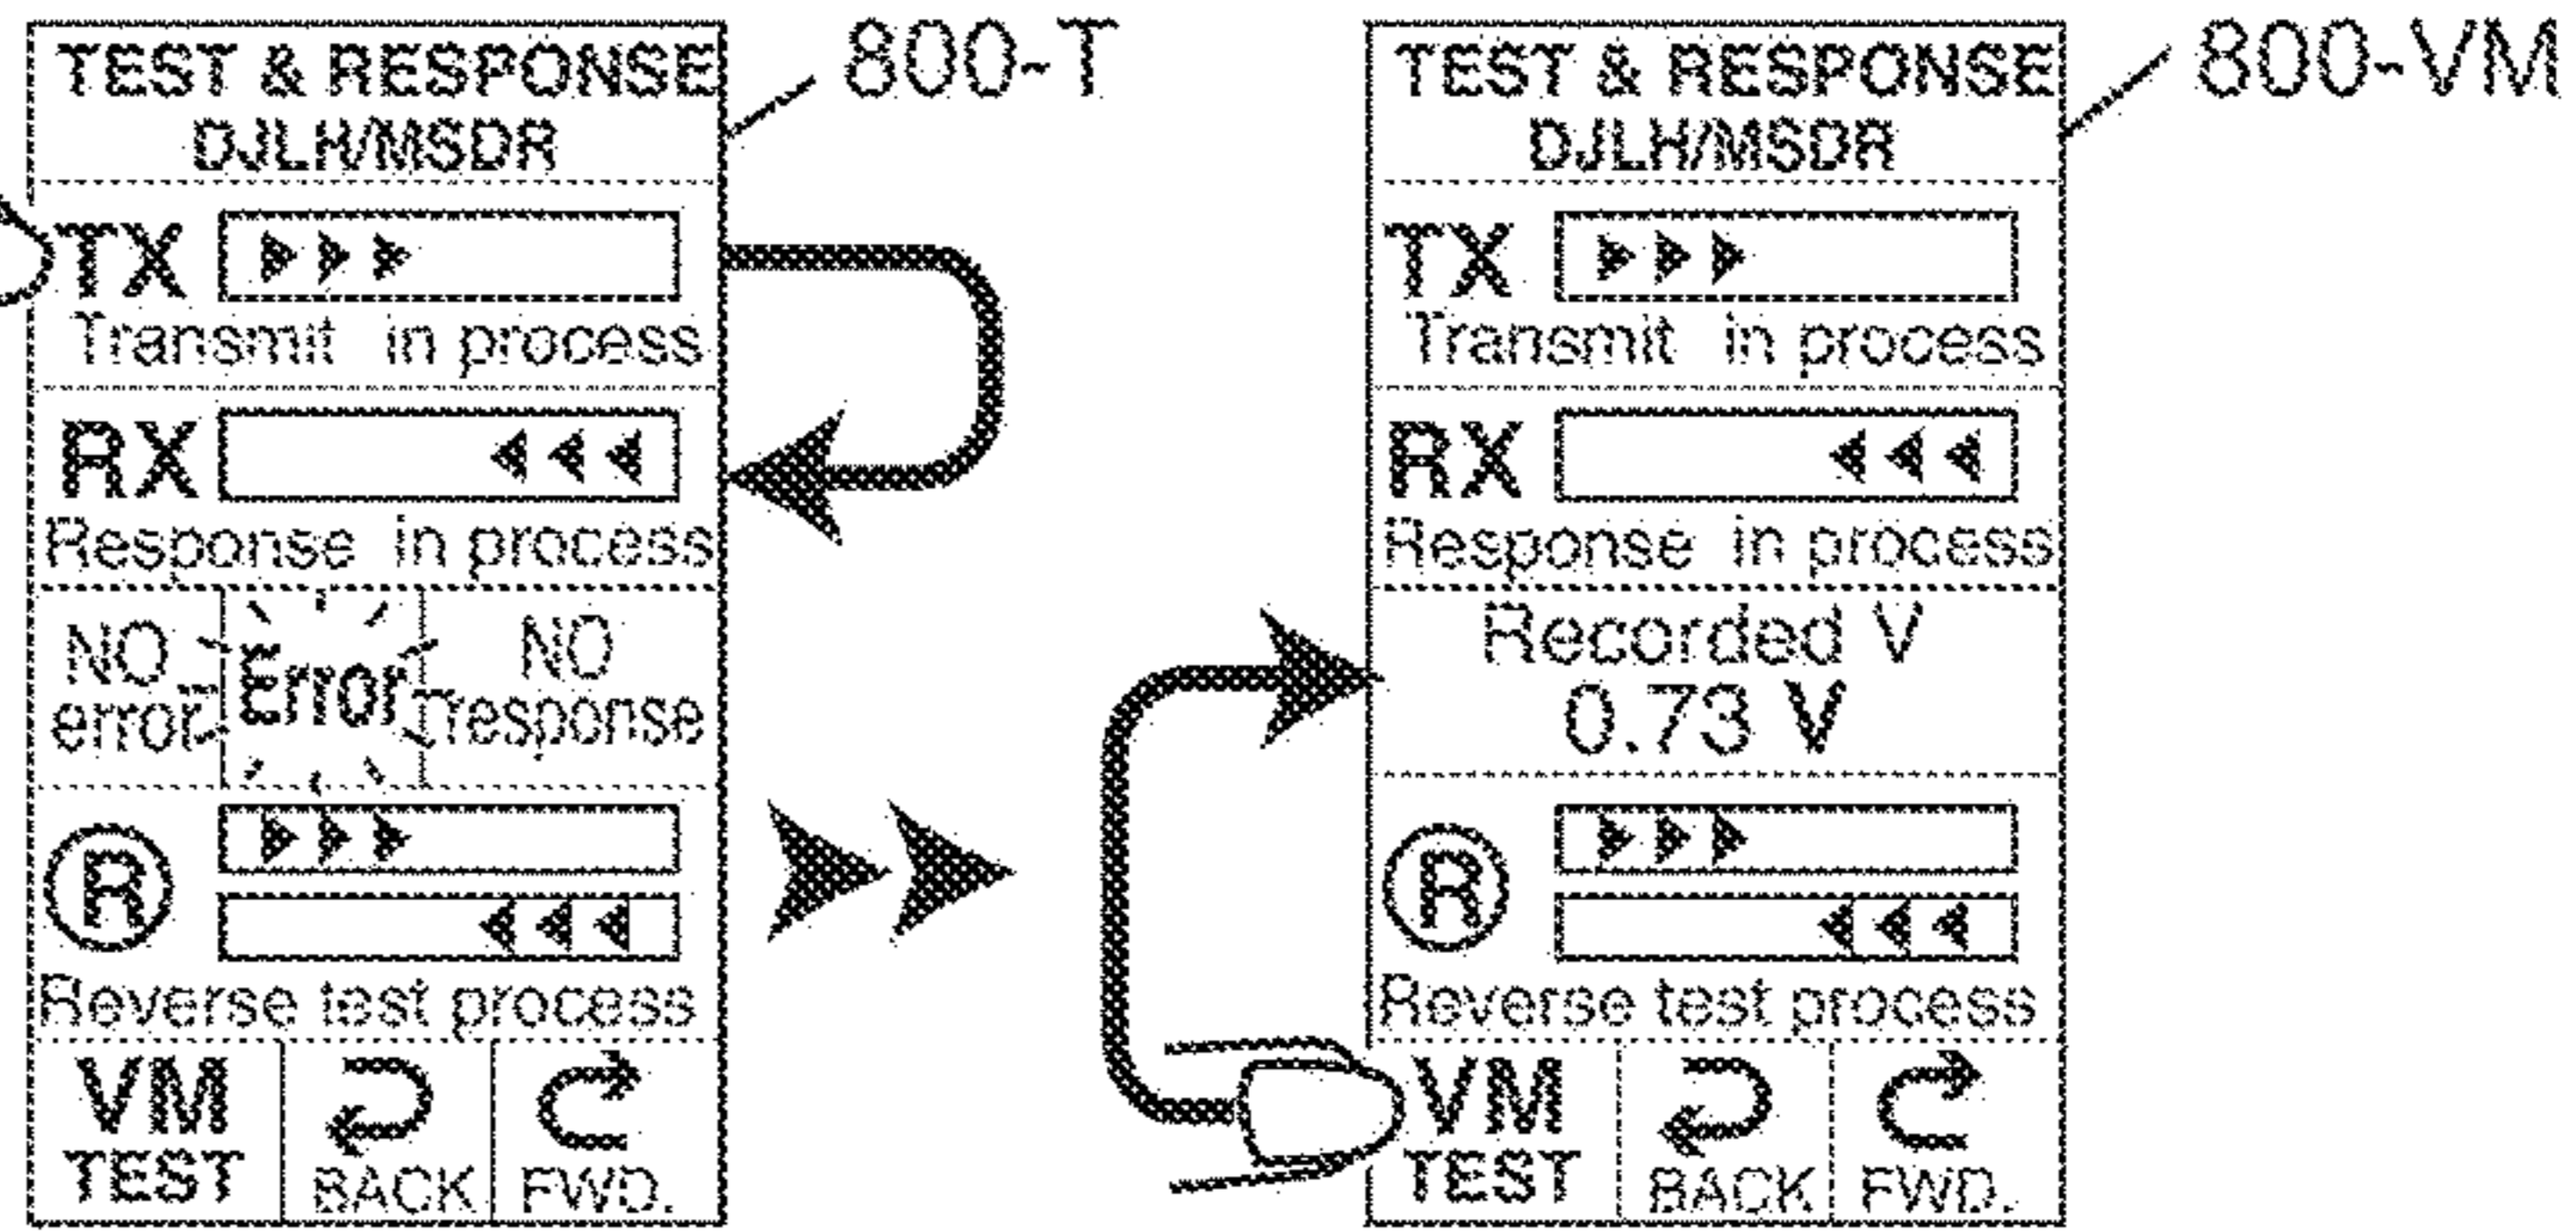 TEST & RESPONSE
DJLH/MSDR
800-T
TX
Transmit in process
RX
Response in process
NO error
Error
NO response
R
Reverse test process
VM TEST
BACK
FWD.
TEST & RESPONSE
DJLH/MSDR
800-VM
TX
Transmit in process
RX
Response in process
Recorded V
0.73 V
R
Reverse test process
VM TEST
BACK
FWD.